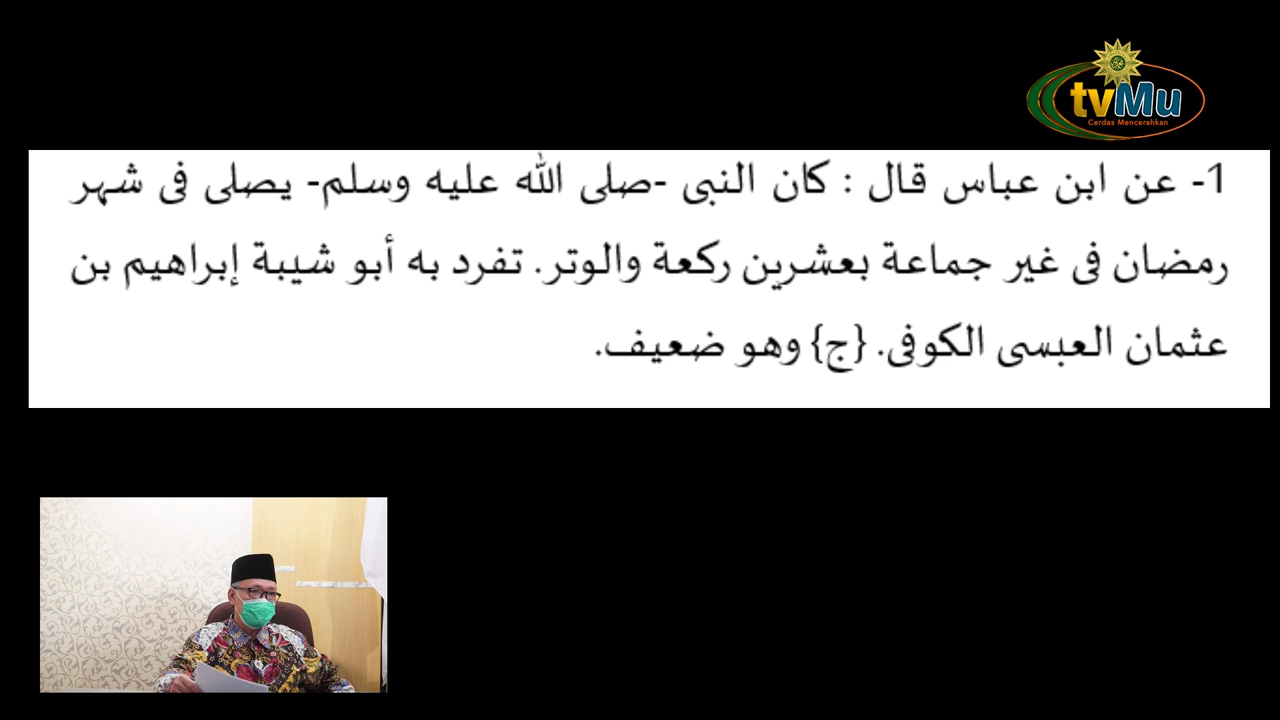 tvMu
Cerdas Mencerahkan
1- عن ابن عباس قال : كان النبى -صلى الله عليه وسلم- يصلى فى شهر
رمضان فى غير جماعة بعشرين ركعة والوتر. تفرد به أبو شيبة إبراهيم بن
عثمان العبسى الكوفى. {ج} وهو ضعيف.